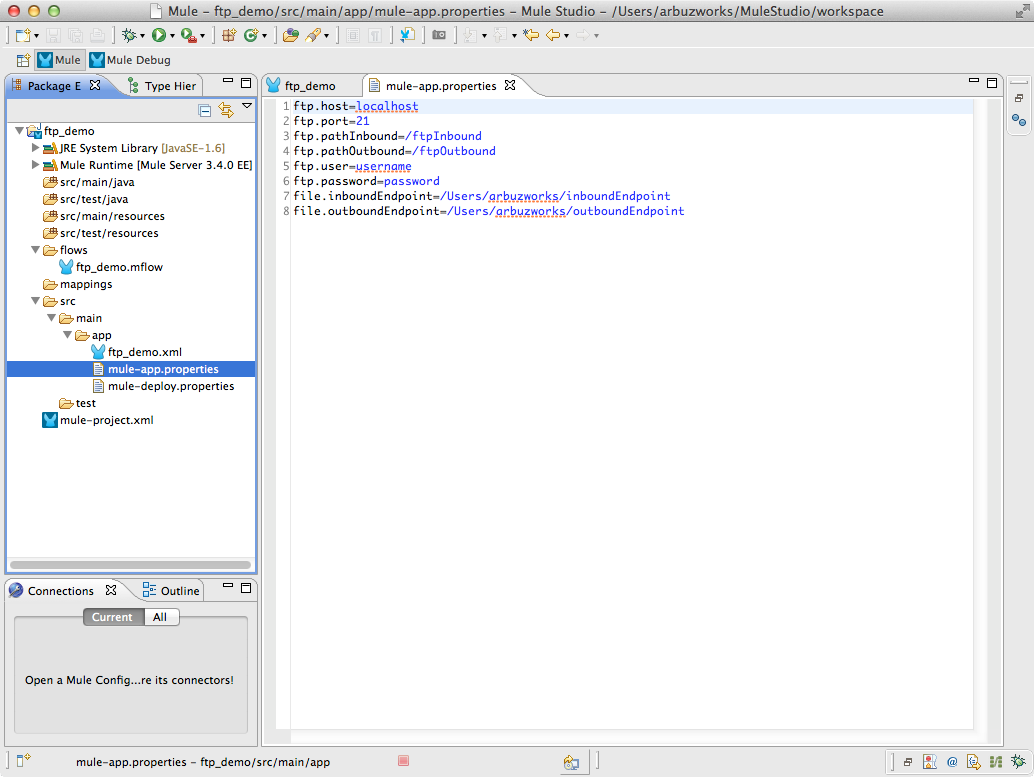 Mule - ftp_demo/src/main/app/mule-app.properties - Mule Studio - /Users/arbuzworks/MuleStudio/workspace
Mule Mule Debug
Package E Type Hier
ftp_demo
JRE System Library [JavaSE-1.6]
Mule Runtime [Mule Server 3.4.0 EE]
src/main/java
src/test/java
src/main/resources
src/test/resources
flows
ftp_demo.mflow
mappings
src
main
app
ftp_demo.xml
mule-app.properties
mule-deploy.properties
test
mule-project.xml
ftp_demo mule-app.properties
1 ftp.host=localhost
2 ftp.port=21
3 ftp.pathInbound=/ftpInbound
4 ftp.pathOutbound=/ftpOutbound
5 ftp.user=username
6 ftp.password=password
7 file.inboundEndpoint=/Users/arbuzworks/inboundEndpoint
8 file.outboundEndpoint=/Users/arbuzworks/outboundEndpoint
Connections Outline
Current All
Open a Mule Config...re its connectors!
mule-app.properties - ftp_demo/src/main/app